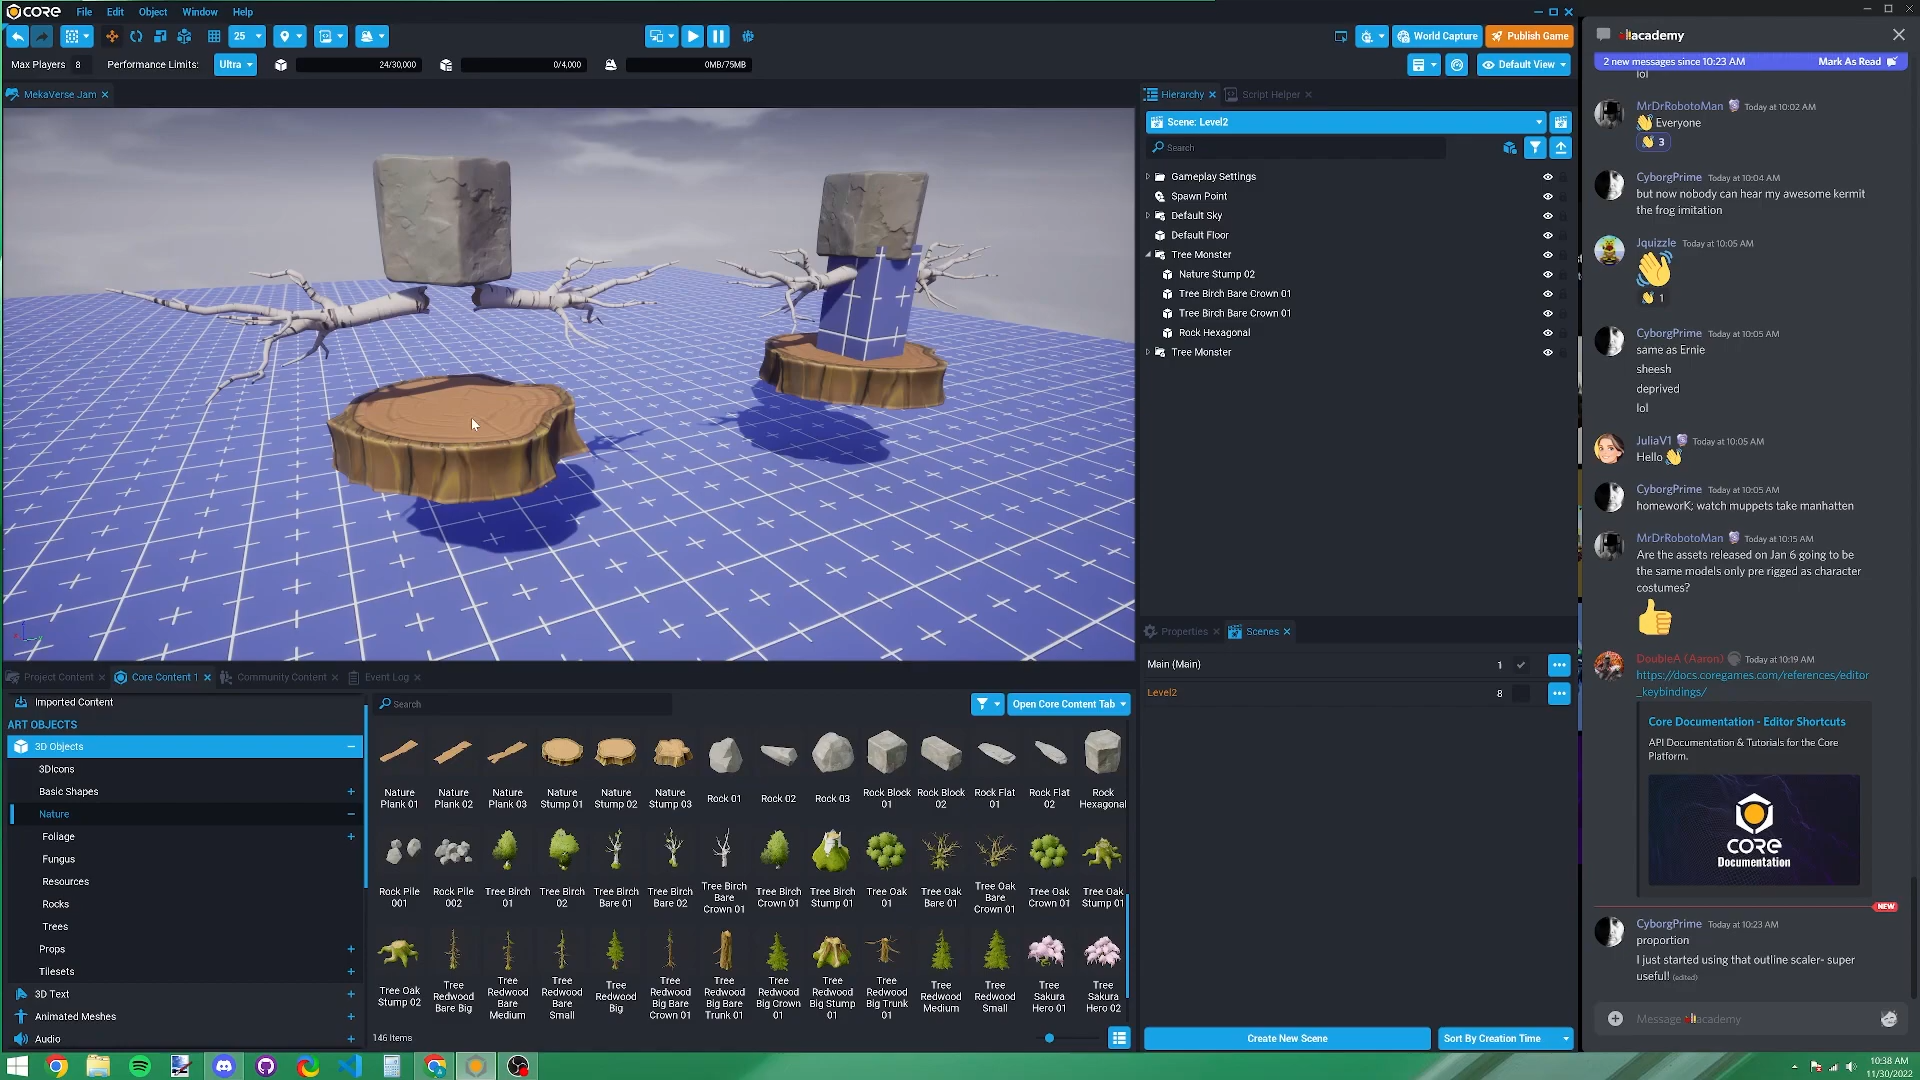 CORE File Edit Object Window Help
25 World Capture Publish Game
Max Players 8 Performance Limits: Ultra 24/30,000 0/4,000 0MB/75MB Default View
MekaVerse Jam
Hierarchy Script Helper
Scene: Level2
Search
Gameplay Settings
Spawn Point
Default Sky
Default Floor
Tree Monster
Nature Stump 02
Tree Birch Bare Crown 01
Tree Birch Bare Crown 01
Rock Hexagonal
Tree Monster
Properties Scenes
Main (Main) 1
Level2 8
Create New Scene Sort By Creation Time
Project Content Core Content 1 Community Content Event Log
Imported Content
ART OBJECTS
3D Objects
3DIcons
Basic Shapes
Nature
Foliage
Fungus
Resources
Rocks
Trees
Props
Tilesets
3D Text
Animated Meshes
Audio
Search Open Core Content Tab
Nature Plank 01
Nature Plank 02
Nature Plank 03
Nature Stump 01
Nature Stump 02
Nature Stump 03
Rock 01
Rock 02
Rock 03
Rock Block 01
Rock Block 02
Rock Flat 01
Rock Flat 02
Rock Hexagonal
Rock Pile 001
Rock Pile 002
Tree Birch 01
Tree Birch 02
Tree Birch Bare 01
Tree Birch Bare 02
Tree Birch Bare Crown 01
Tree Birch Crown 01
Tree Birch Stump 01
Tree Oak 01
Tree Oak Bare 01
Tree Oak Bare Crown 01
Tree Oak Crown 01
Tree Oak Stump 01
Tree Oak Stump 02
Tree Redwood Bare Big
Tree Redwood Bare Medium
Tree Redwood Bare Small
Tree Redwood Big
Tree Redwood Big Bare Crown 01
Tree Redwood Big Bare Trunk 01
Tree Redwood Big Crown 01
Tree Redwood Big Stump 01
Tree Redwood Big Trunk 01
Tree Redwood Medium
Tree Redwood Small
Tree Sakura Hero 01
Tree Sakura Hero 02
146 Items
academy
2 new messages since 10:23 AM Mark As Read
lol
MrDrRobotoMan Today at 10:02 AM
👋 Everyone
👋 3
CyborgPrime Today at 10:04 AM
but now nobody can hear my awesome kermit
the frog imitation
Jquizzle Today at 10:05 AM
👋 1
CyborgPrime Today at 10:05 AM
same as Ernie
sheesh
deprived
lol
JuliaV1 Today at 10:05 AM
Hello 👋
CyborgPrime Today at 10:05 AM
homeworK; watch muppets take manhatten
MrDrRobotoMan Today at 10:15 AM
Are the assets released on Jan 6 going to be
the same models only pre rigged as character
costumes?
DoubleA (Aaron) Today at 10:19 AM
https://docs.coregames.com/references/editor
_keybindings/
Core Documentation - Editor Shortcuts
API Documentation & Tutorials for the Core
Platform.
CORE
Documentation
NEW
CyborgPrime Today at 10:23 AM
proportion
I just started using that outline scaler- super
useful! (edited)
Message academy
10:38 AM
11/30/2022